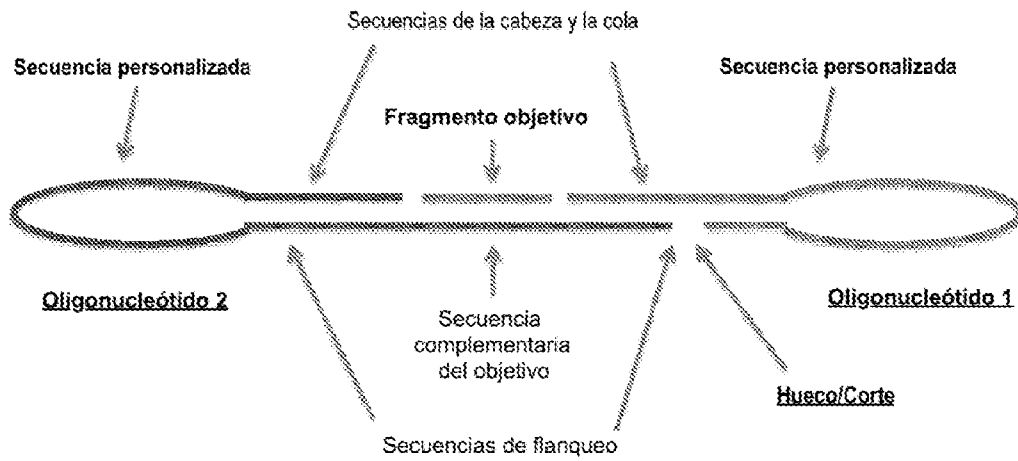 Secuencias de la cabeza y la cola
Secuencia personalizada
Secuencia personalizada
Fragmento objetivo
Oligonucleótido 2
Oligonucleótido 1
Secuencia
complementaria
del objetivo
Hueco/Corte
Secuencias de flanqueo